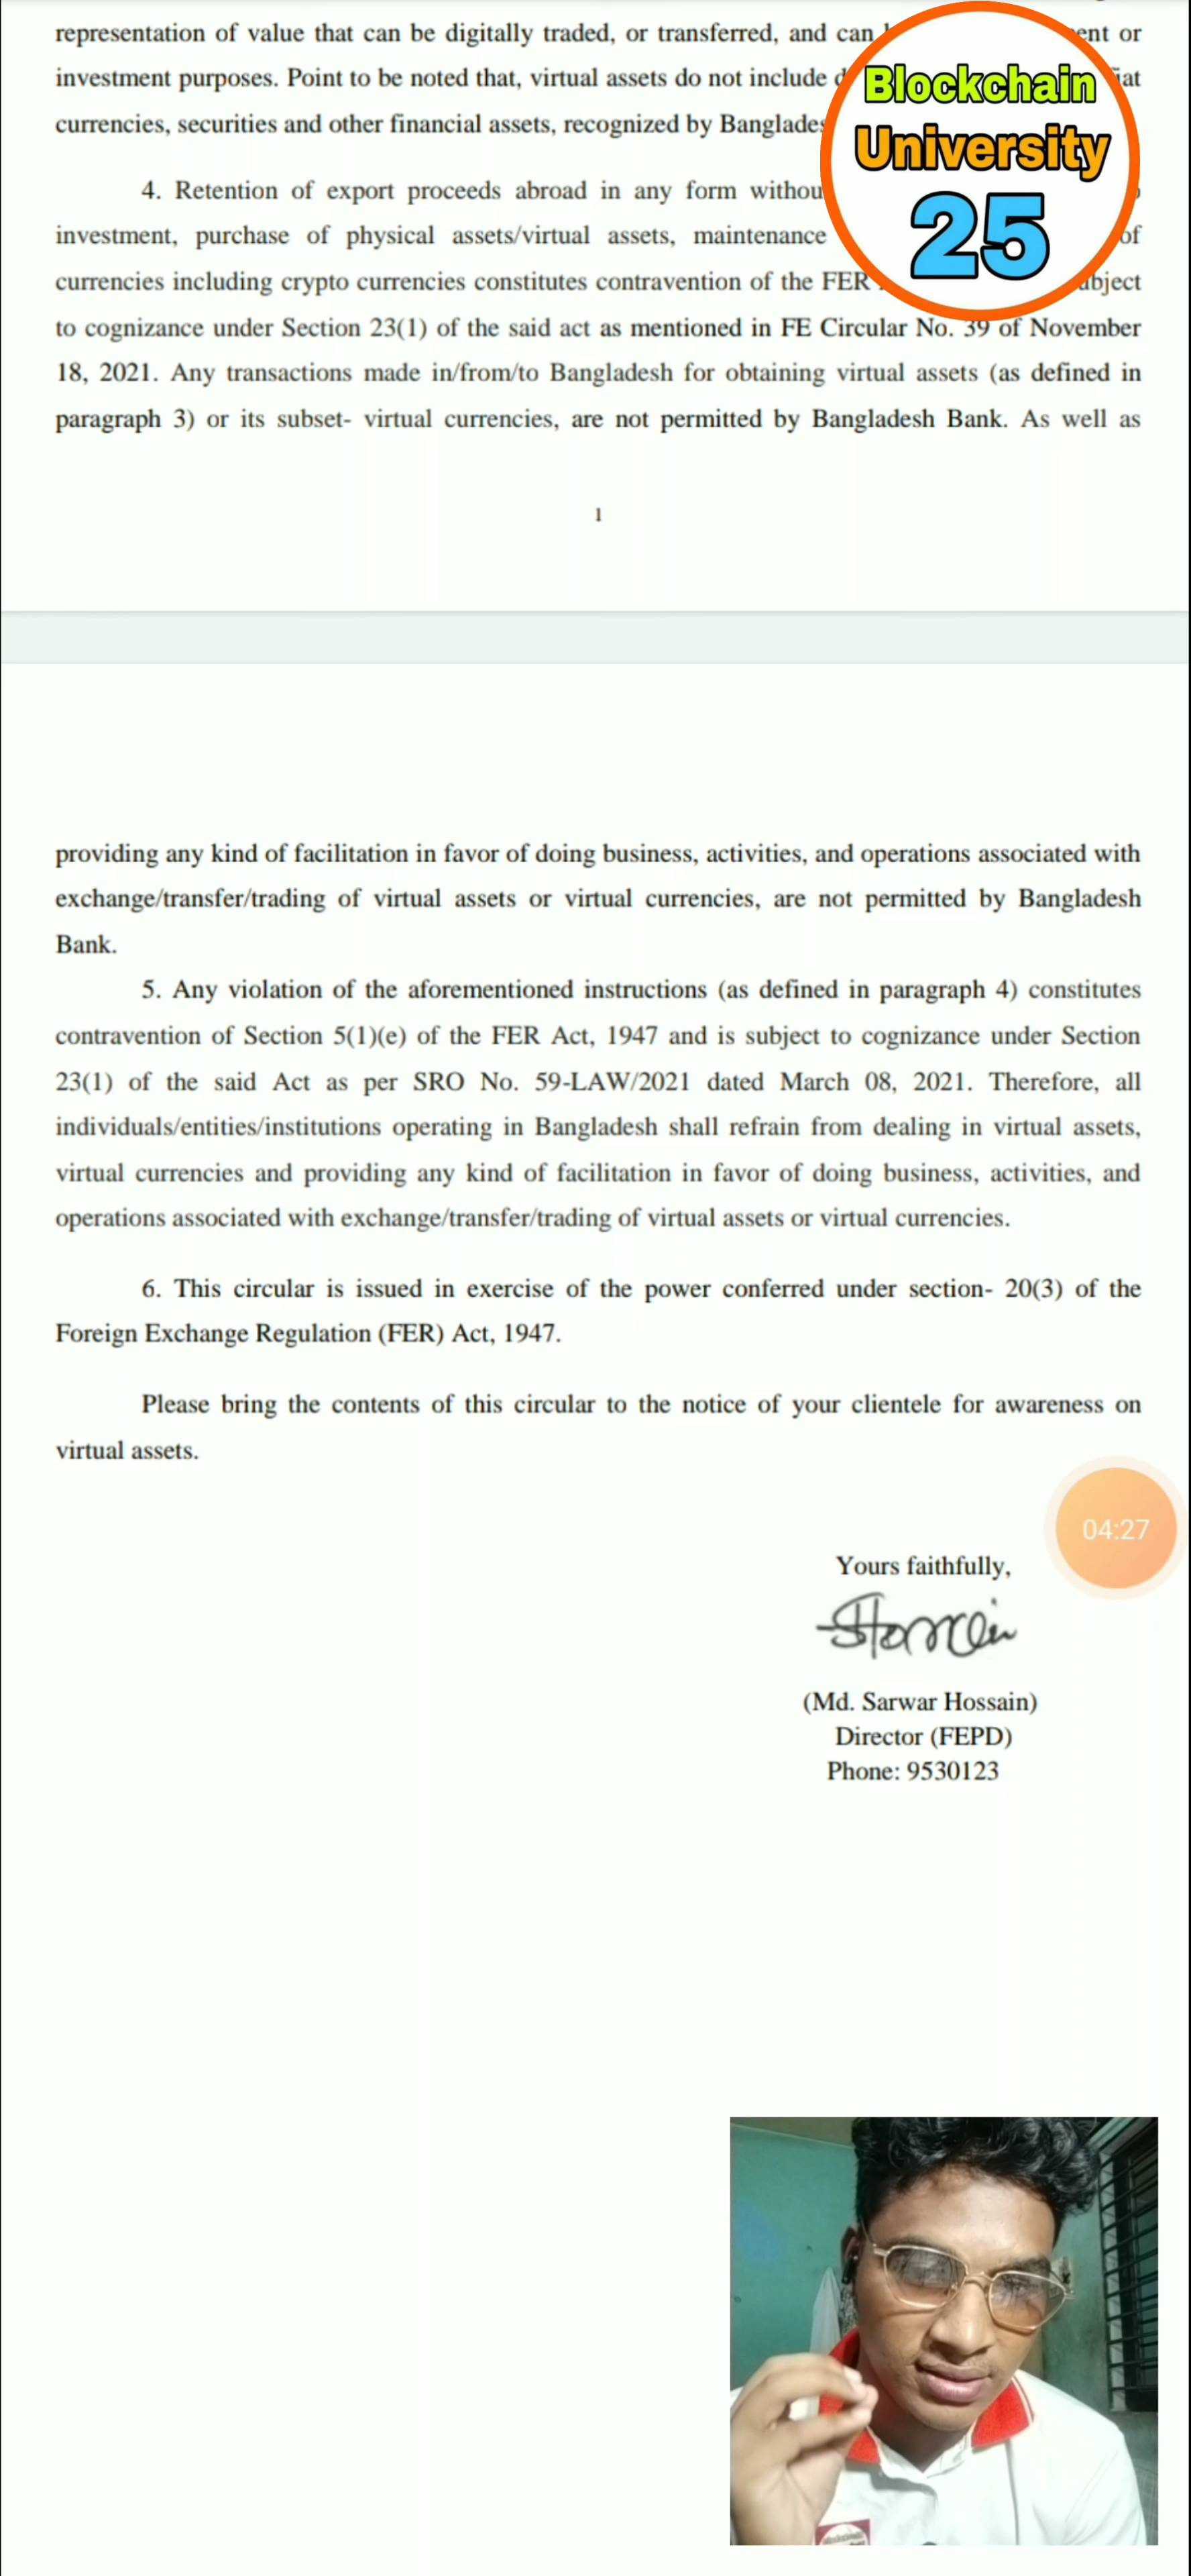 representation of value that can be digitally traded, or transferred, and can ent or
investment purposes. Point to be noted that, virtual assets do not include iat
currencies, securities and other financial assets, recognized by
4. Retention of export proceeds abroad in any form
investment, purchase of physical assets/virtual assets, maintenance of
currencies including crypto currencies constitutes contravention of the FER
to cognizance under Section 23(1) of the said act as mentioned in FE Circular No. 39 of November
18, 2021. Any transactions made in/from/to Bangladesh for obtaining virtual assets (as defined in
paragraph 3) or its subset- virtual currencies, are not permitted by Bangladesh Bank. As well as
Blockchain
University
25
1
providing any kind of facilitation in favor of doing business, activities, and operations associated with
exchange/transfer/trading of virtual assets or virtual currencies, are not permitted by Bangladesh
Bank.
5. Any violation of the aforementioned instructions (as defined in paragraph 4) constitutes
contravention of Section 5(1)(e) of the FER Act, 1947 and is subject to cognizance under Section
23(1) of the said Act as per SRO No. 59-LAW/2021 dated March 08, 2021. Therefore, all
individuals/entities/institutions operating in Bangladesh shall refrain from dealing in virtual assets,
virtual currencies and providing any kind of facilitation in favor of doing business, activities, and
operations associated with exchange/transfer/trading of virtual assets or virtual currencies.
6. This circular is issued in exercise of the power conferred under section- 20(3) of the
Foreign Exchange Regulation (FER) Act, 1947.
Please bring the contents of this circular to the notice of your clientele for awareness on
virtual assets.
04:27
Yours faithfully,
(Md. Sarwar Hossain)
Director (FEPD)
Phone: 9530123